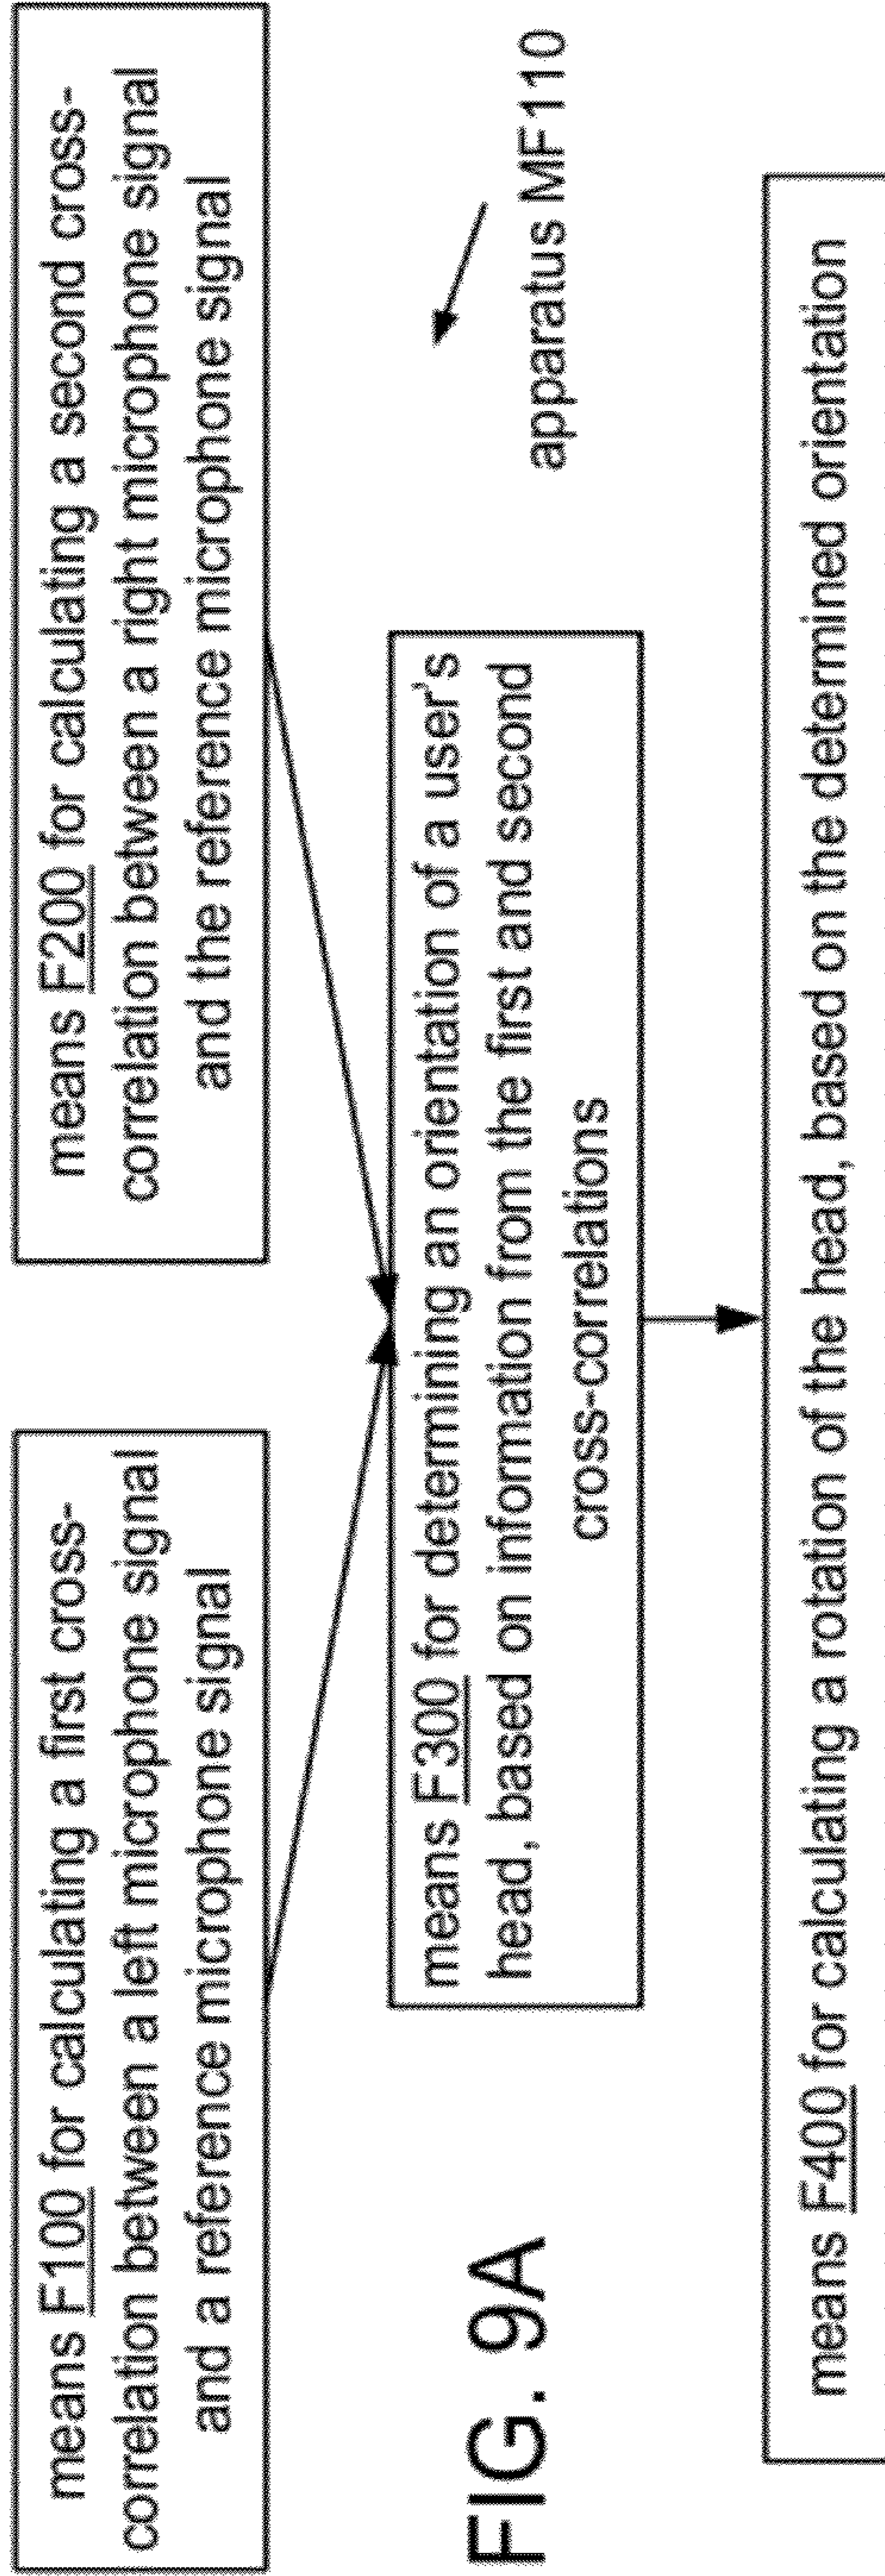 means F100 for calculating a first cross-
correlation between a left microphone signal
and a reference microphone signal
means F200 for calculating a second cross-
correlation between a right microphone signal
and the reference microphone signal
FIG. 9A
means F300 for determining an orientation of a user's
head, based on information from the first and second
cross-correlations
apparatus MF110
means F400 for calculating a rotation of the head, based on the determined orientation